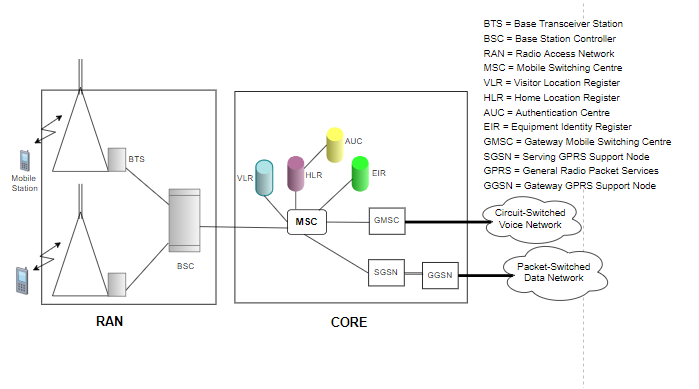 BTS = Base Transceiver Station
BSC = Base Station Controller
RAN = Radio Access Network
MSC = Mobile Switching Centre
VLR = Visitor Location Register
HLR = Home Location Register
AUC = Authentication Centre
EIR = Equipment Identity Register
GMSC = Gateway Mobile Switching Centre
SGSN = Serving GPRS Support Node
GPRS = General Radio Packet Services
GGSN = Gateway GPRS Support Node
Mobile
Station
BTS
BSC
RAN
VLR
HLR
AUC
EIR
MSC
GMSC
SGSN
GGSN
CORE
Circuit-Switched
Voice Network
Packet-Switched
Data Network